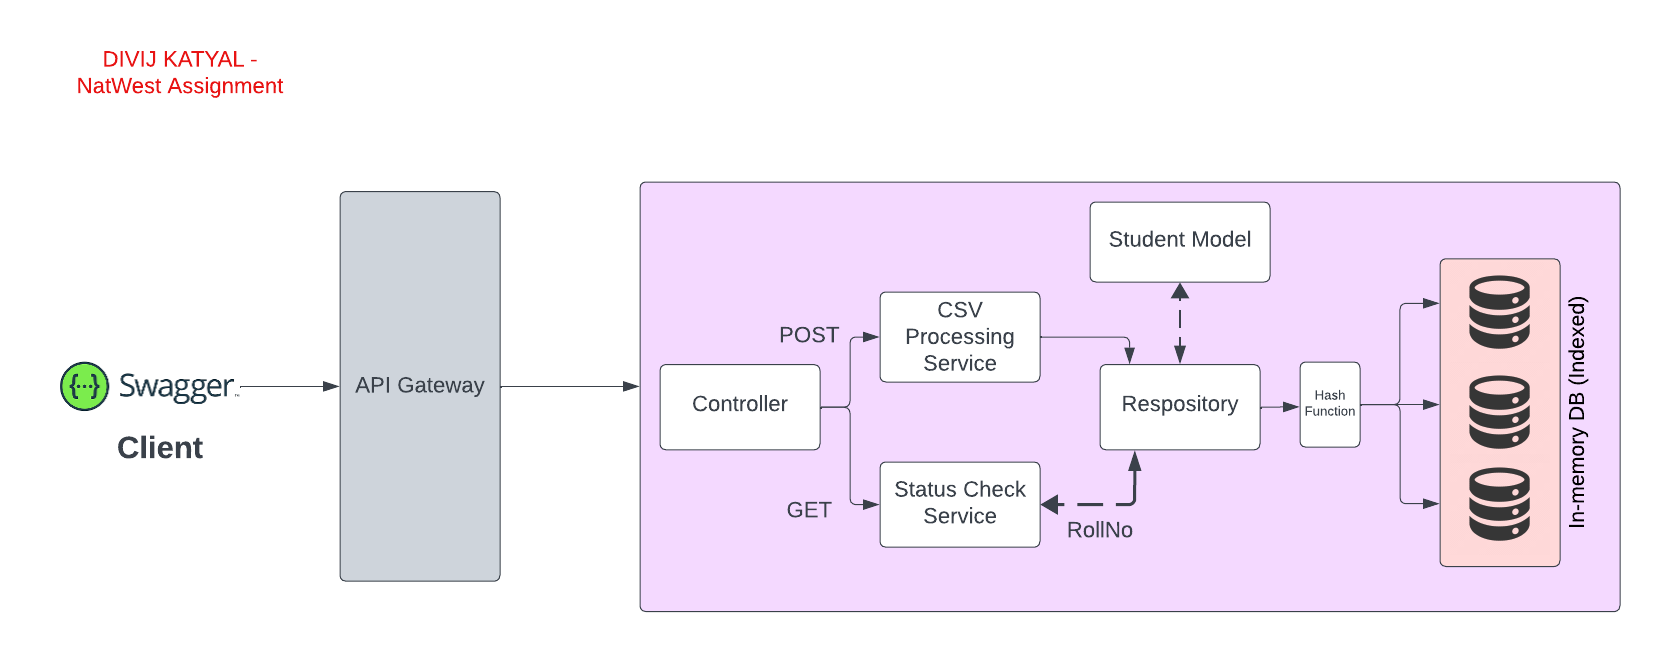 DIVIJ KATYAL -
NatWest Assignment
{···} Swagger™
Client
API Gateway
Controller
POST
GET
CSV
Processing
Service
Status Check
Service
RollNo
Student Model
Respository
Hash
Function
In-memory DB (Indexed)